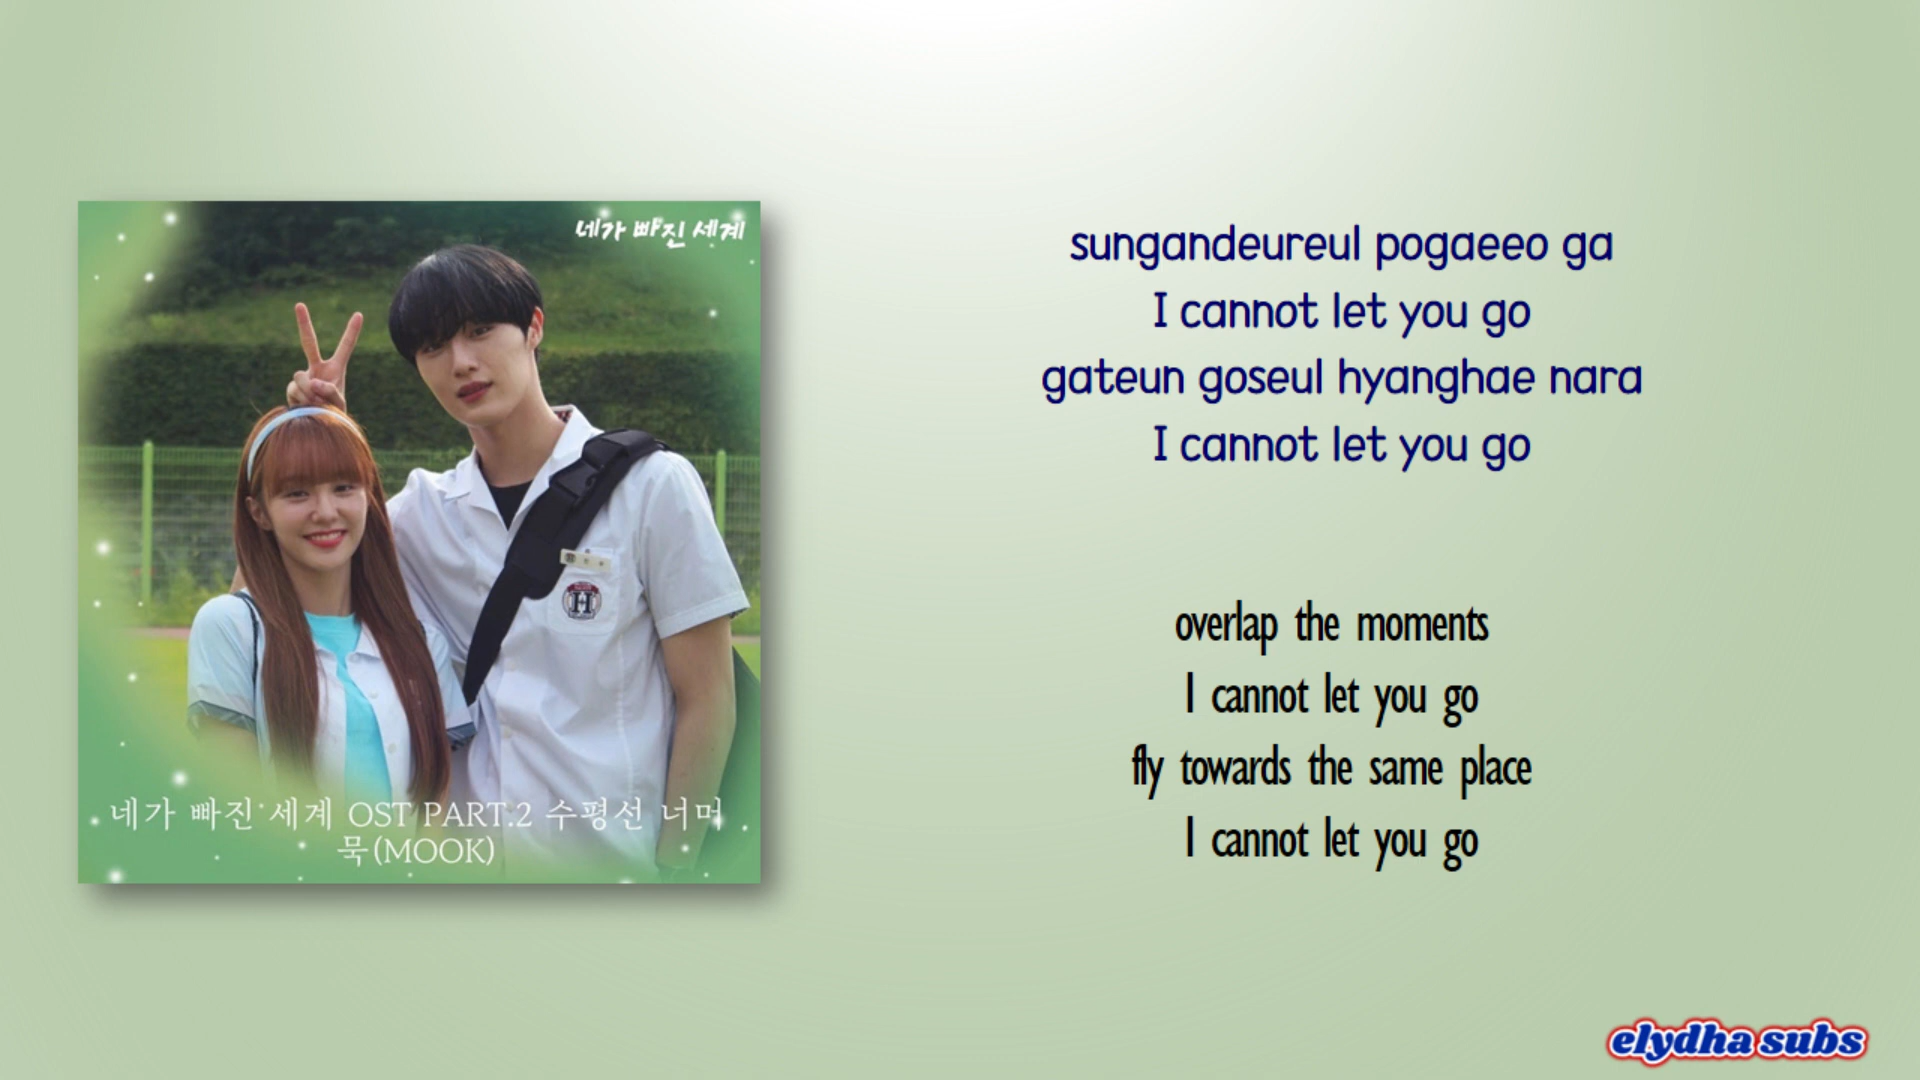 네가 빠진 세계
네가 빠진 세계 OST PART.2 수평선 너머
묵(MOOK)
sungandeureul pogaeeo ga
I cannot let you go
gateun goseul hyanghae nara
I cannot let you go
overlap the moments
I cannot let you go
fly towards the same place
I cannot let you go
elydha subs